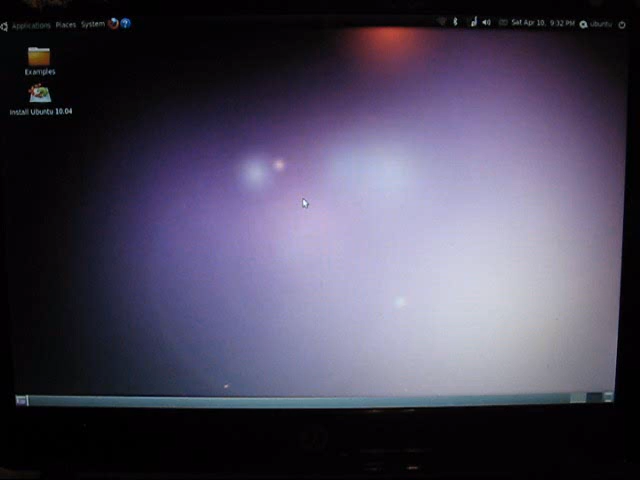 Applications Places System Sat Apr 10, 9:32 PM ubuntu
Examples
Install Ubuntu 10.04